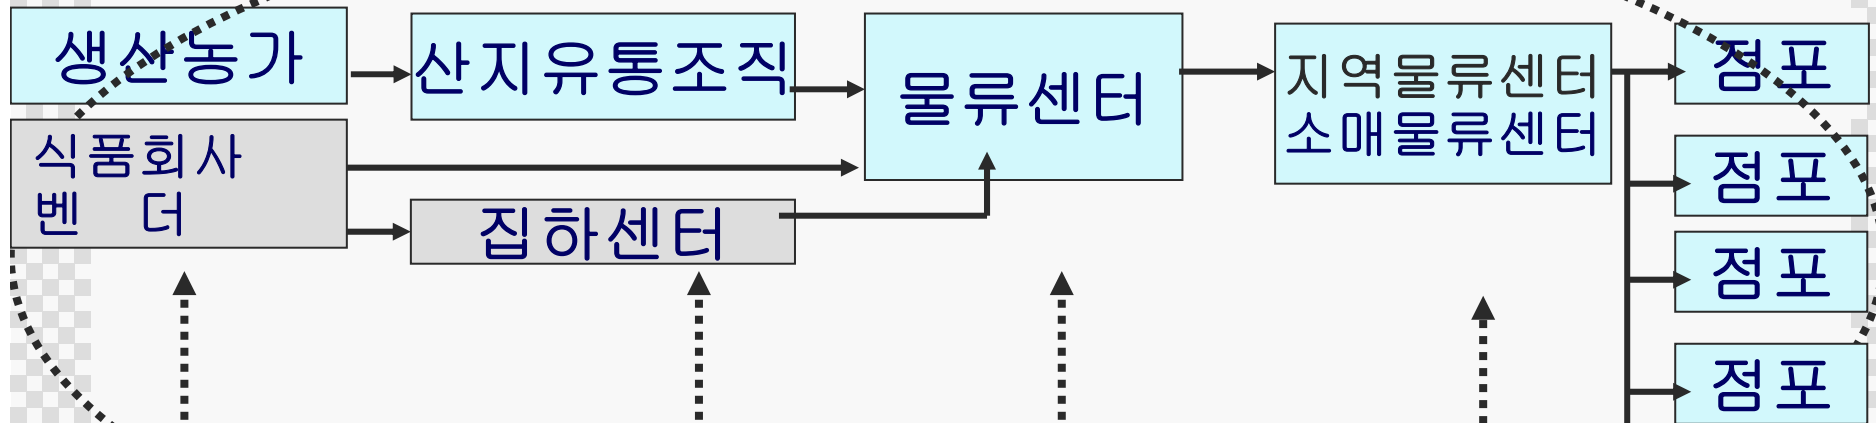 생산농가
산지유통조직
물류센터
지역물류센터
소매물류센터
점포
식품회사
벤 더
집하센터
점포
점포
점포